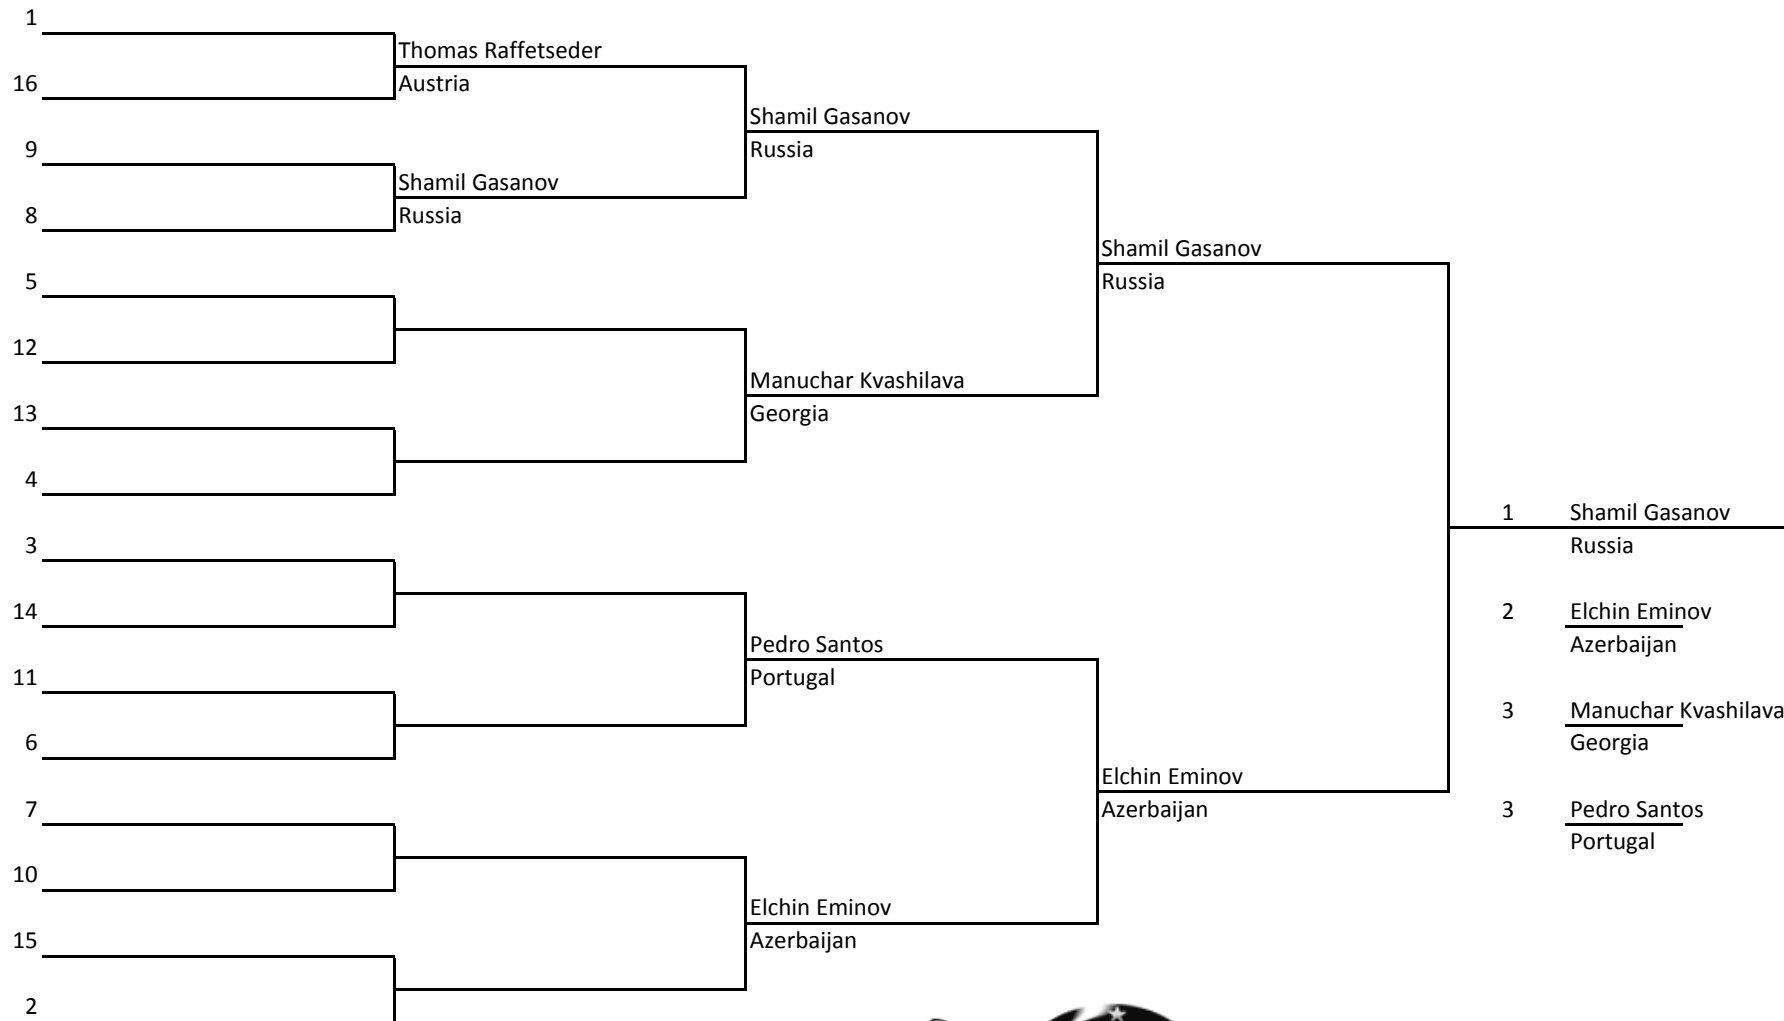 1
Thomas Raffetseder
16
Austria
Shamil Gasanov
9
Russia
Shamil Gasanov
8
Russia
Shamil Gasanov
5
Russia
12
Manuchar Kvashilava
13
Georgia
4
1 Shamil Gasanov
3
Russia
14
2 Elchin Eminov
Pedro Santos
Azerbaijan
11
Portugal
3 Manuchar Kvashilava
6
Georgia
Elchin Eminov
7
Azerbaijan
3 Pedro Santos
Portugal
10
Elchin Eminov
15
Azerbaijan
2